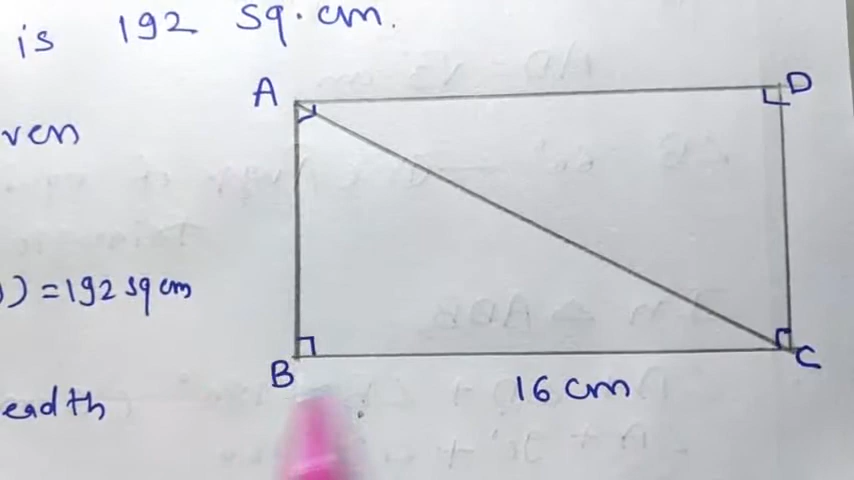 is 192 sq.cm.
A
D
ven
) = 192 sq cm
B
C
16 cm
eadth